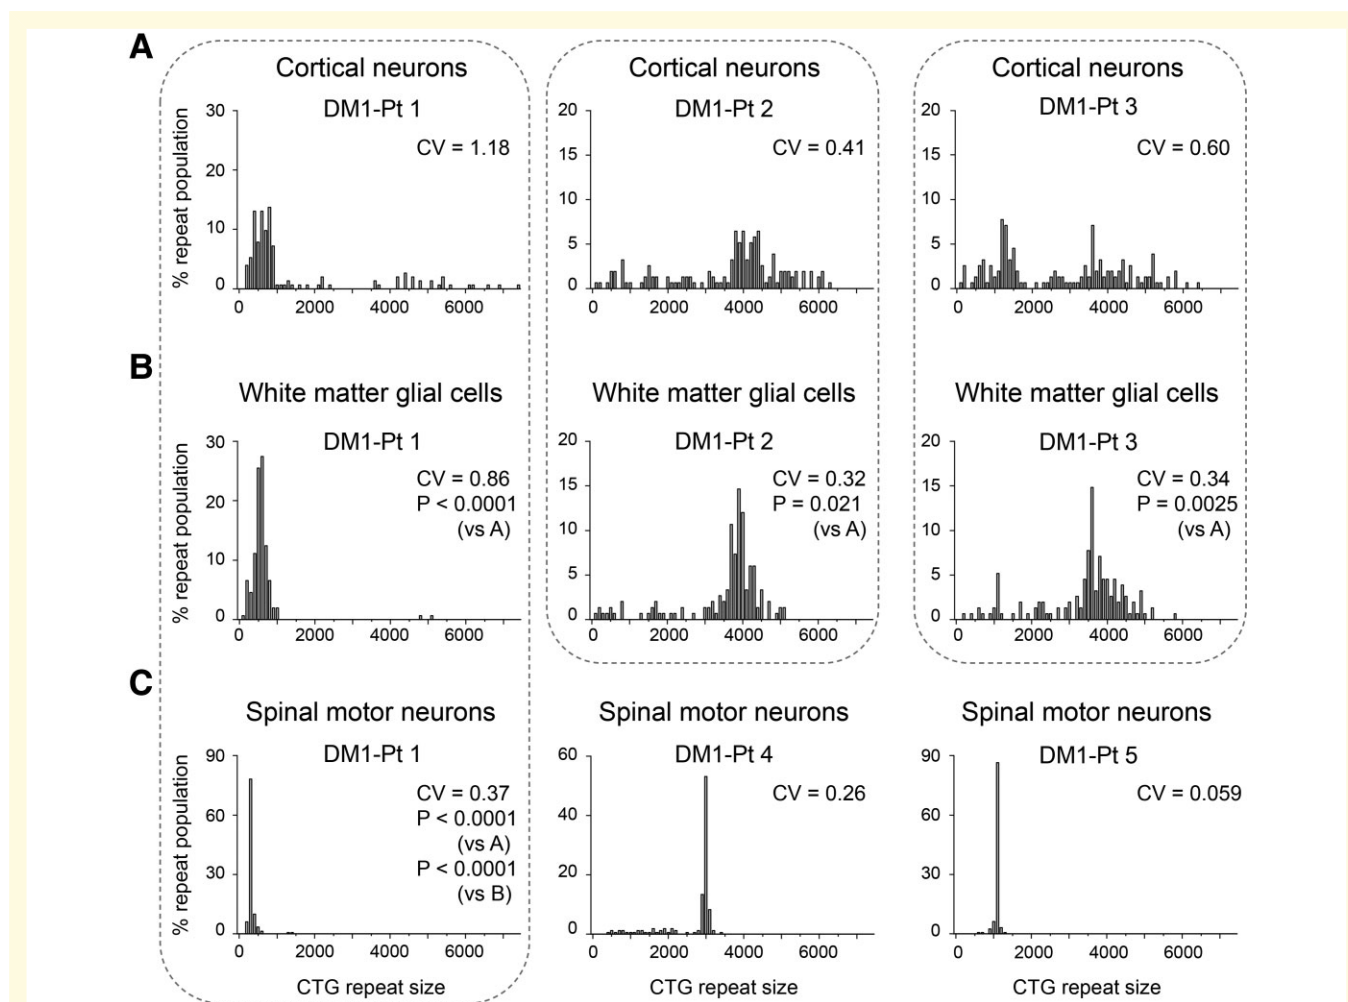 A
Cortical neurons
Cortical neurons
Cortical neurons
DM1-Pt 1
DM1-Pt 2
DM1-Pt 3
CV = 1.18
CV = 0.41
CV = 0.60
% repeat population
30
20
10
0
20
15
10
5
0
20
15
10
5
0
0 2000 4000 6000
0 2000 4000 6000
0 2000 4000 6000
B
White matter glial cells
White matter glial cells
White matter glial cells
DM1-Pt 1
DM1-Pt 2
DM1-Pt 3
CV = 0.86
P < 0.0001
(vs A)
CV = 0.32
P = 0.021
(vs A)
CV = 0.34
P = 0.0025
(vs A)
% repeat population
30
20
10
0
20
15
10
5
0
20
15
10
5
0
0 2000 4000 6000
0 2000 4000 6000
0 2000 4000 6000
C
Spinal motor neurons
Spinal motor neurons
Spinal motor neurons
DM1-Pt 1
DM1-Pt 4
DM1-Pt 5
CV = 0.37
P < 0.0001
(vs A)
P < 0.0001
(vs B)
CV = 0.26
CV = 0.059
% repeat population
90
60
30
0
60
40
20
0
90
60
30
0
0 2000 4000 6000
0 2000 4000 6000
0 2000 4000 6000
CTG repeat size
CTG repeat size
CTG repeat size